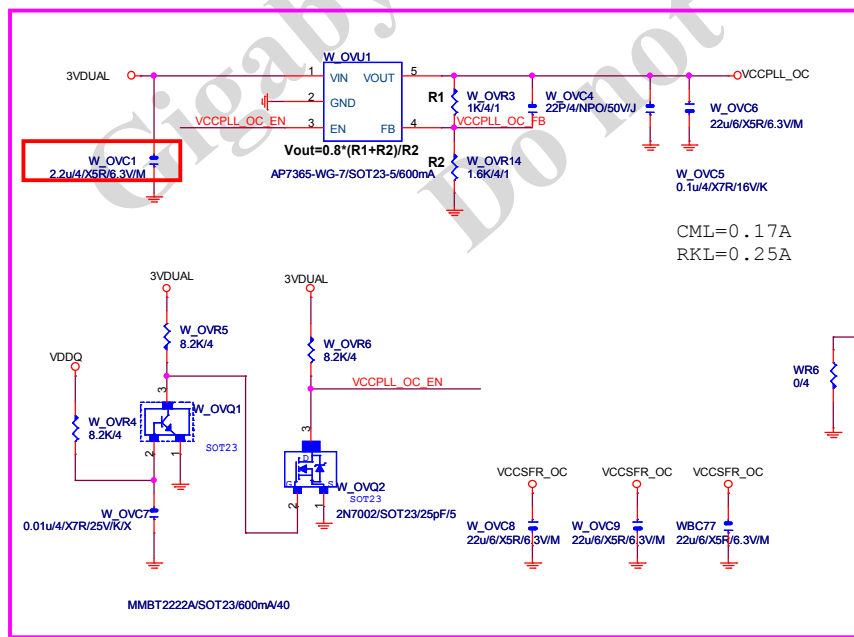 Gigaby
Do not
W_OVU1
3VDUAL
1
VIN
VOUT
5
VCCPLL_OC
2
GND
R1
W_OVR3
1K/4/1
W_OVC4
22P/4/NPO/50V/J
W_OVC6
22u/6/X5R/6.3V/M
VCCPLL_OC_EN
3
EN
FB
4
VCCPLL_OC_FB
Vout=0.8*(R1+R2)/R2
R2
W_OVR14
1.6K/4/1
W_OVC1
2.2u/4/X5R/6.3V/M
AP7365-WG-7/SOT23-5/600mA
W_OVC5
0.1u/4/X7R/16V/K
CML=0.17A
RKL=0.25A
3VDUAL
3VDUAL
W_OVR5
8.2K/4
W_OVR6
8.2K/4
VDDQ
WR6
0/4
VCCPLL_OC_EN
3
W_OVQ1
W_OVR4
8.2K/4
SOT23
2
1
3
D
G
S
W_OVQ2
SOT23
2
1
2N7002/SOT23/25pF/5
VCCSFR_OC
VCCSFR_OC
VCCSFR_OC
W_OVC7
0.01u/4/X7R/25V/K/X
W_OVC8
22u/6/X5R/6.3V/M
W_OVC9
22u/6/X5R/6.3V/M
WBC77
22u/6/X5R/6.3V/M
MMBT2222A/SOT23/600mA/40